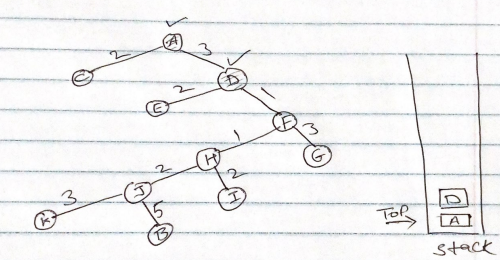 ✓
A
2 3 ✓
C D
2 1
E
F
1 3
H G
2 2
3 J I
5
K B
D
TOP A
stack